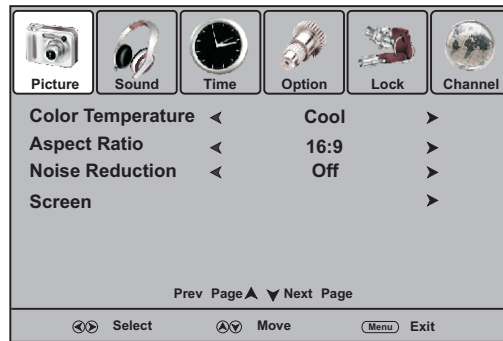 Picture Sound Time Option Lock Channel
Color Temperature Cool
Aspect Ratio 16:9
Noise Reduction Off
Screen
Prev Page Next Page
Select Move Menu Exit